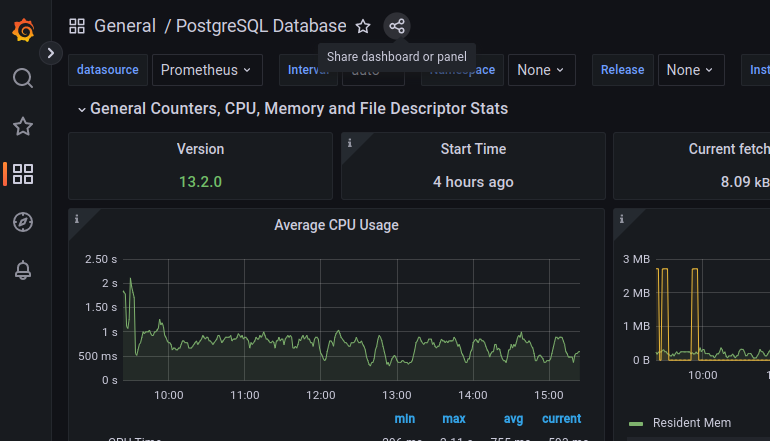 General / PostgreSQL Database
Share dashboard or panel
datasource Prometheus Interval auto Namespace None Release None Inst
General Counters, CPU, Memory and File Descriptor Stats
Version
13.2.0
Start Time
4 hours ago
Current fetch
8.09 kB
Average CPU Usage
2.50 s
2 s
1.50 s
1 s
500 ms
0 s
10:00 11:00 12:00 13:00 14:00 15:00
min max avg current
CPU Time
3 MB
2 MB
1 MB
0 B
10:00
Resident Mem